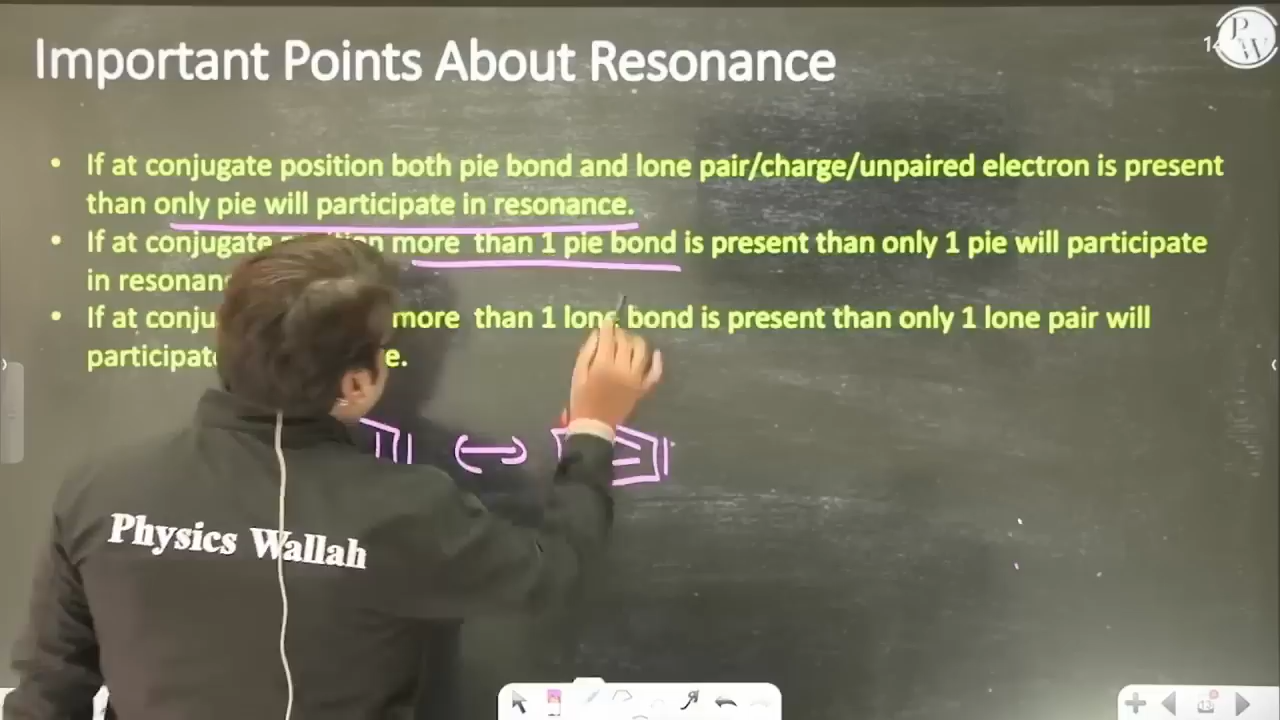 Important Points About Resonance
PW
• If at conjugate position both pie bond and lone pair/charge/unpaired electron is present
than only pie will participate in resonance.
• If at conjugate more than 1 pie bond is present than only 1 pie will participate
in
• If at more than 1 bond is present than only 1 lone pair will
Physics Wallah